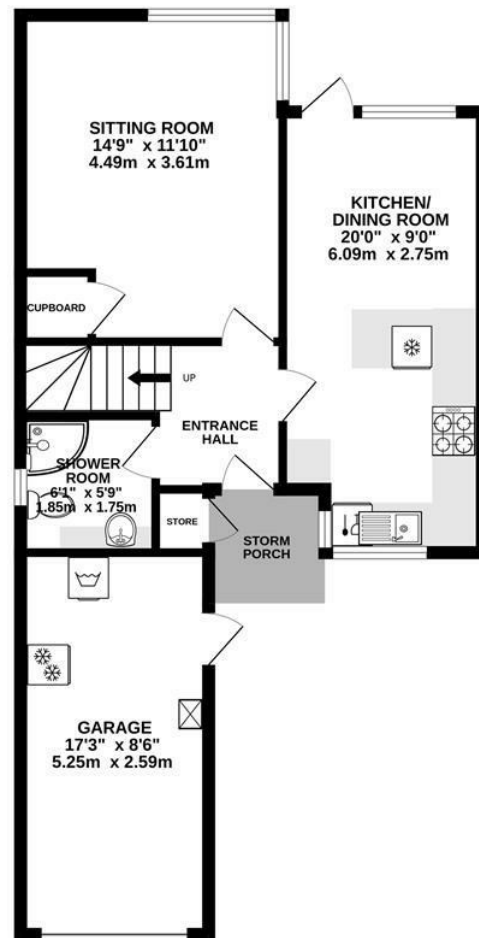 SITTING ROOM
14'9" x 11'10"
4.49m x 3.61m
KITCHEN/
DINING ROOM
20'0" x 9'0"
6.09m x 2.75m
CUPBOARD
UP
ENTRANCE
HALL
SHOWER
ROOM
6'1" x 5'9"
1.85m x 1.75m
STORE
STORM
PORCH
GARAGE
17'3" x 8'6"
5.25m x 2.59m